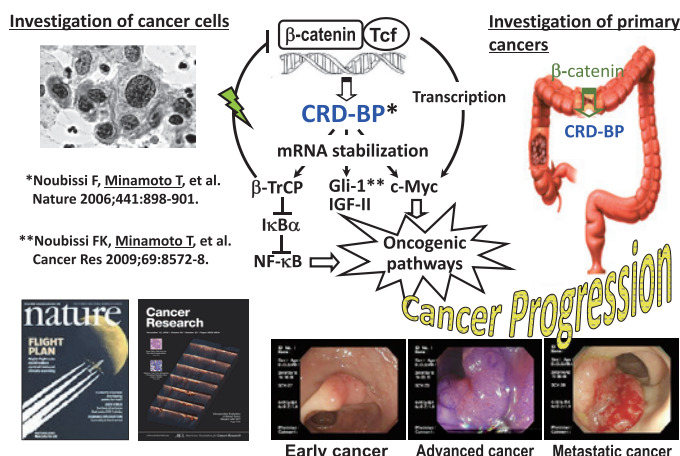 Investigation of cancer cells
β-catenin Tcf
Investigation of primary
cancers
β-catenin
CRD-BP
Transcription
CRD-BP*
mRNA stabilization
*Noubissi F, Minamoto T, et al.
Nature 2006;441:898-901.
**Noubissi FK, Minamoto T, et al.
Cancer Res 2009;69:8572-8.
β-TrCP
Gli-1** c-Myc
IGF-II
IκBα
NF-κB
Oncogenic
pathways
Cancer Progression
nature
FLIGHT
PLAN
Cancer
Research
Early cancer
Advanced cancer
Metastatic cancer